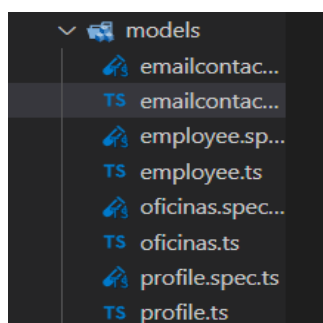 models
emailcontac...
TS emailcontac...
employee.sp...
TS employee.ts
oficinas.spec...
TS oficinas.ts
profile.spec.ts
TS profile.ts